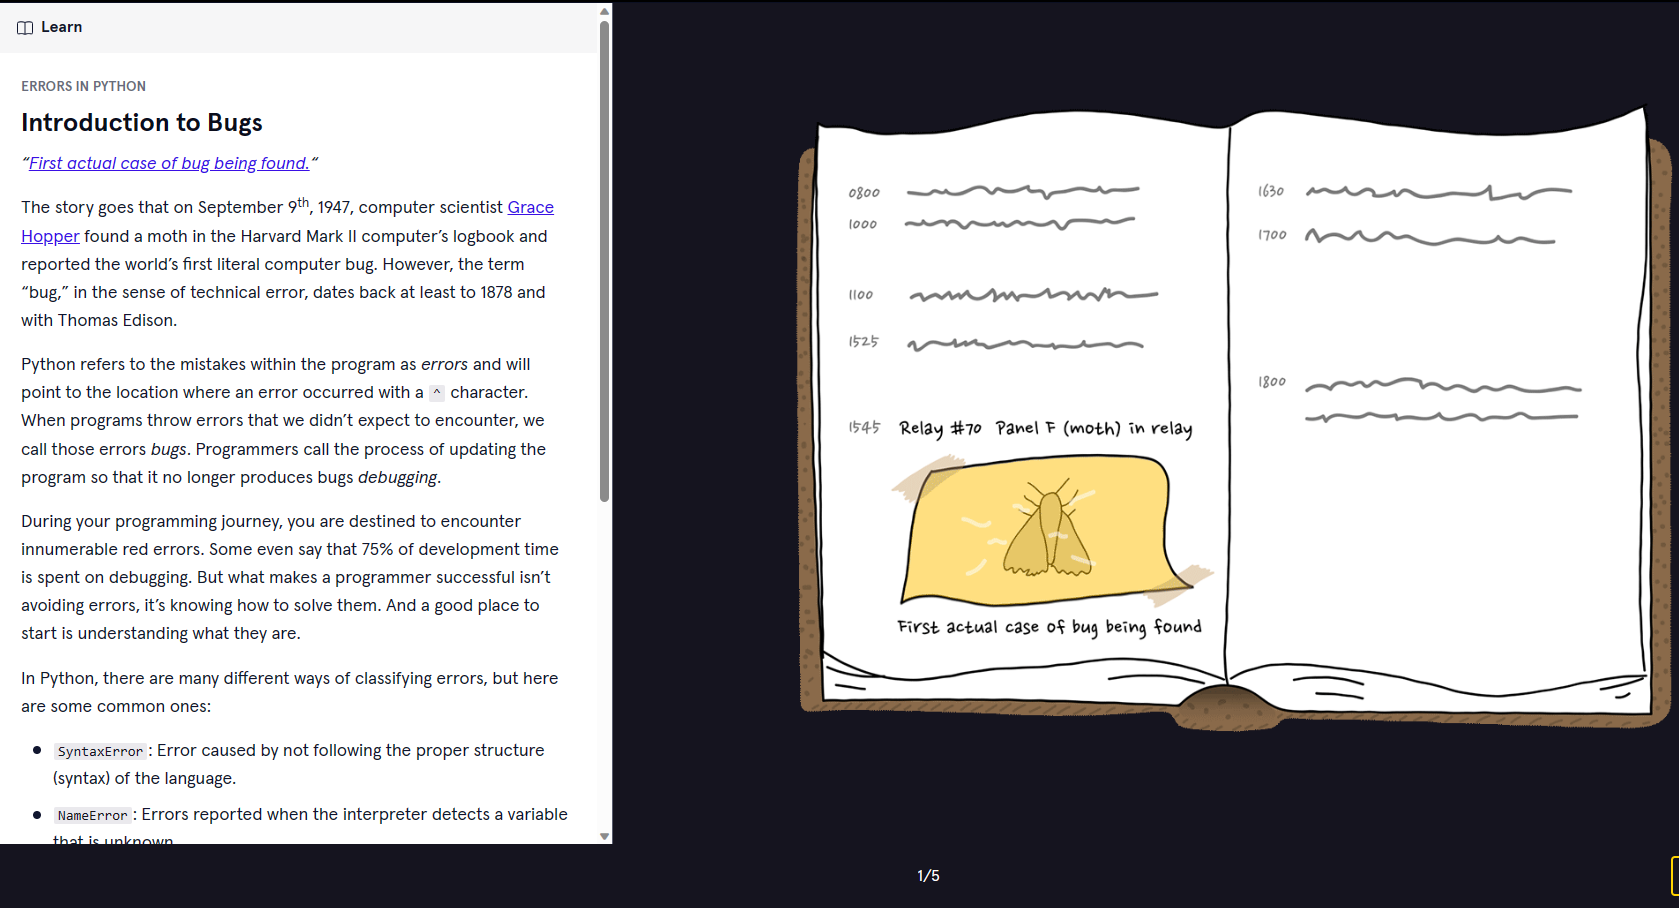 Learn
ERRORS IN PYTHON
Introduction to Bugs
“First actual case of bug being found.“
The story goes that on September 9th, 1947, computer scientist Grace
Hopper found a moth in the Harvard Mark II computer’s logbook and
reported the world’s first literal computer bug. However, the term
“bug,” in the sense of technical error, dates back at least to 1878 and
with Thomas Edison.
Python refers to the mistakes within the program as errors and will
point to the location where an error occurred with a ^ character.
When programs throw errors that we didn’t expect to encounter, we
call those errors bugs. Programmers call the process of updating the
program so that it no longer produces bugs debugging.
During your programming journey, you are destined to encounter
innumerable red errors. Some even say that 75% of development time
is spent on debugging. But what makes a programmer successful isn’t
avoiding errors, it’s knowing how to solve them. And a good place to
start is understanding what they are.
In Python, there are many different ways of classifying errors, but here
are some common ones:
SyntaxError: Error caused by not following the proper structure
(syntax) of the language.
NameError: Errors reported when the interpreter detects a variable
that is unknown.
0800
1000
1100
1525
1545 Relay #70 Panel F (moth) in relay
First actual case of bug being found
1630
1700
1800
1/5